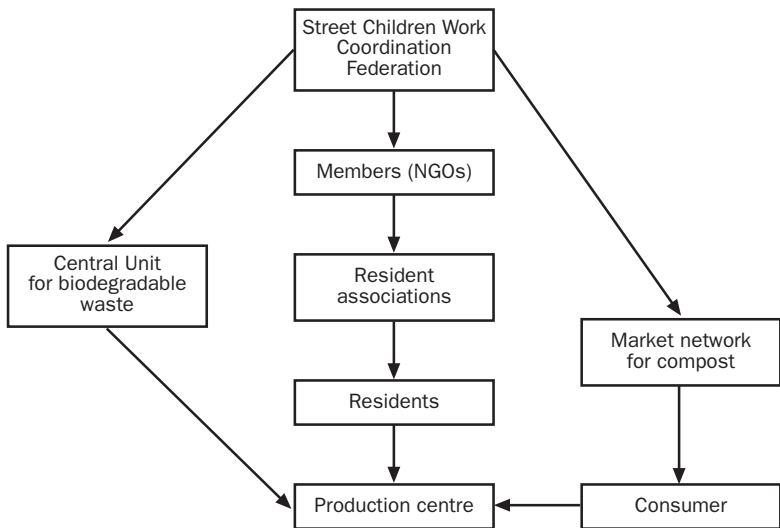 Street Children Work
Coordination
Federation
Members (NGOs)
Central Unit
for biodegradable
waste
Resident
associations
Market network
for compost
Residents
Production centre
Consumer